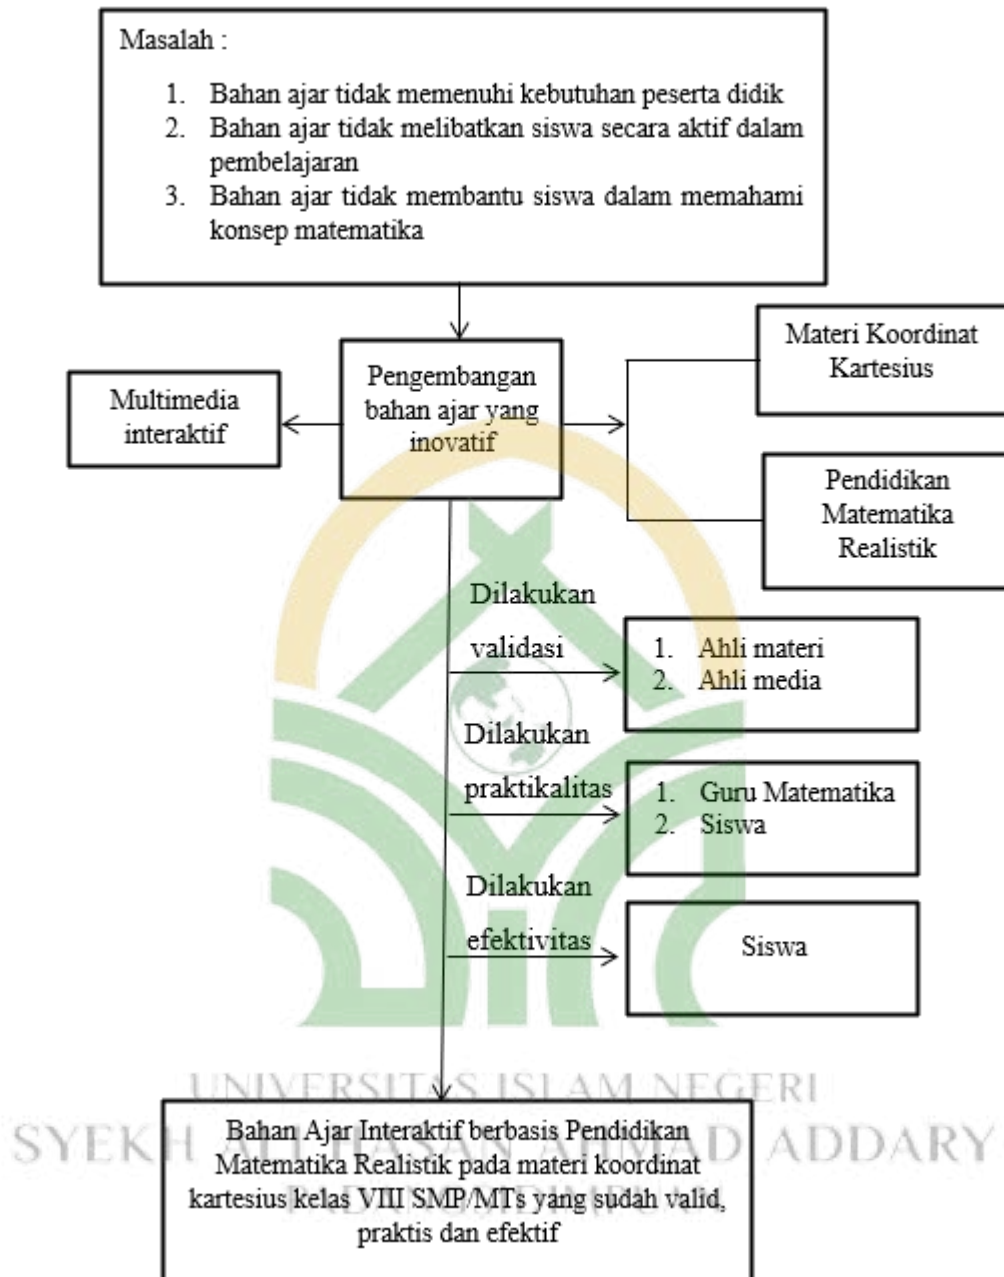 Masalah :
1. Bahan ajar tidak memenuhi kebutuhan peserta didik
2. Bahan ajar tidak melibatkan siswa secara aktif dalam
pembelajaran
3. Bahan ajar tidak membantu siswa dalam memahami
konsep matematika
Multimedia
interaktif
Pengembangan
bahan ajar yang
inovatif
Materi Koordinat
Kartesius
Pendidikan
Matematika
Realistik
Dilakukan
validasi
1. Ahli materi
2. Ahli media
Dilakukan
praktikalitas
1. Guru Matematika
2. Siswa
Dilakukan
efektivitas
Siswa
UNIVERSITAS ISLAM NEGERI
SYEKH ALI HASAN AHMAD ADDARY
Bahan Ajar Interaktif berbasis Pendidikan
Matematika Realistik pada materi koordinat
kartesius kelas VIII SMP/MTs yang sudah valid,
praktis dan efektif